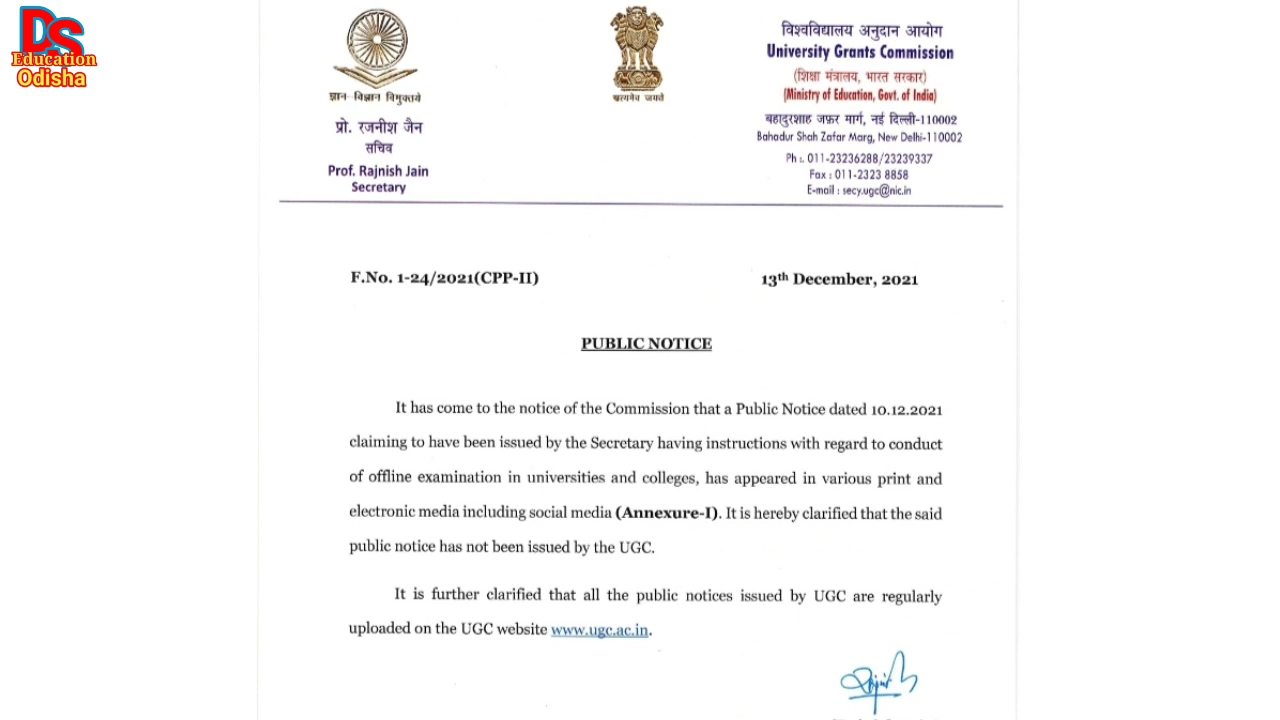 DS
Education
Odisha
ज्ञान-विज्ञान विमुक्तये
प्रो. रजनीश जैन
सचिव
Prof. Rajnish Jain
Secretary
सत्यमेव जयते
विश्वविद्यालय अनुदान आयोग
University Grants Commission
(शिक्षा मंत्रालय, भारत सरकार)
(Ministry of Education, Govt. of India)
बहादुरशाह ज़फ़र मार्ग, नई दिल्ली-110002
Bahadur Shah Zafar Marg, New Delhi-110002
Ph :. 011-23236288/23239337
Fax : 011-2323 8858
E-mail : secy.ugc@nic.in
F.No. 1-24/2021(CPP-II)
13th December, 2021
PUBLIC NOTICE
It has come to the notice of the Commission that a Public Notice dated 10.12.2021
claiming to have been issued by the Secretary having instructions with regard to conduct
of offline examination in universities and colleges, has appeared in various print and
electronic media including social media (Annexure-I). It is hereby clarified that the said
public notice has not been issued by the UGC.
It is further clarified that all the public notices issued by UGC are regularly
uploaded on the UGC website www.ugc.ac.in.